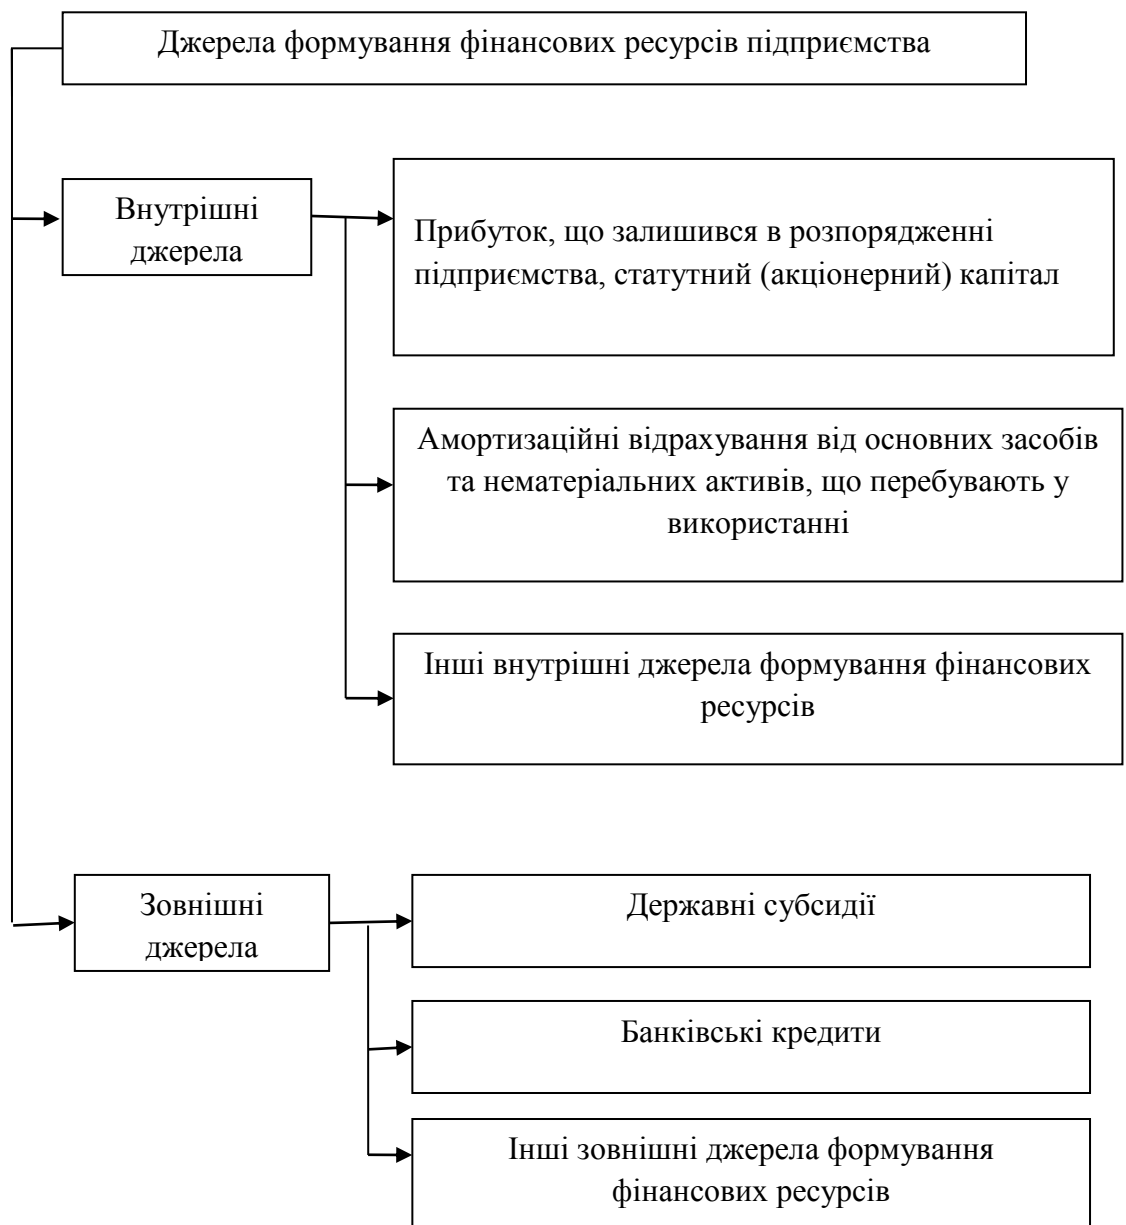 Джерела формування фінансових ресурсів підприємства
Внутрішні
джерела
Прибуток, що залишився в розпорядженні
підприємства, статутний (акціонерний) капітал
Амортизаційні відрахування від основних засобів
та нематеріальних активів, що перебувають у
використанні
Інші внутрішні джерела формування фінансових
ресурсів
Зовнішні
джерела
Державні субсидії
Банківські кредити
Інші зовнішні джерела формування
фінансових ресурсів